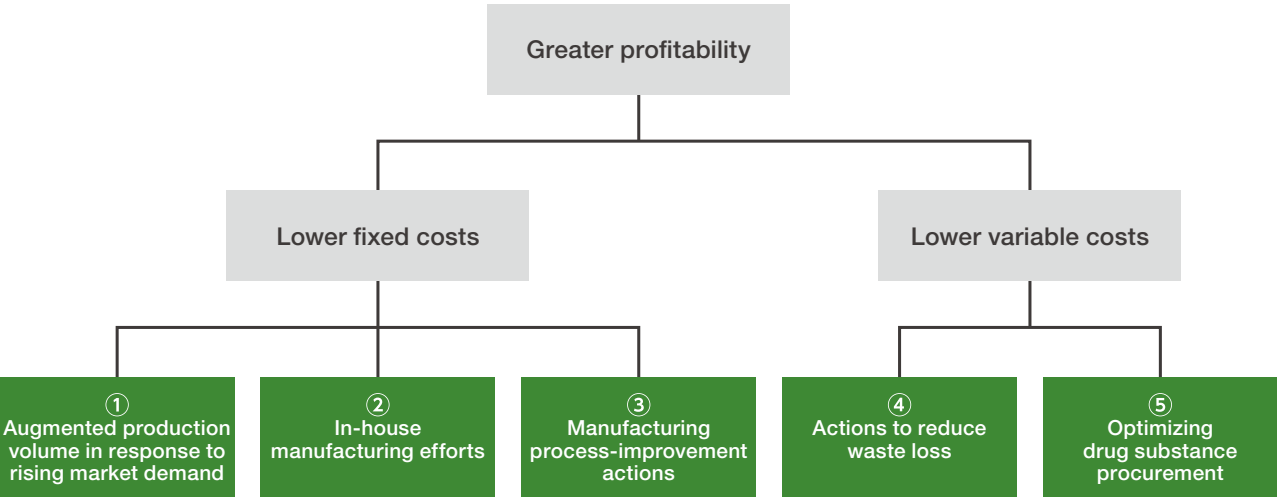 Greater profitability
Lower fixed costs
Lower variable costs
①
Augmented production
volume in response to
rising market demand
②
In-house
manufacturing efforts
③
Manufacturing
process-improvement
actions
④
Actions to reduce
waste loss
⑤
Optimizing
drug substance
procurement